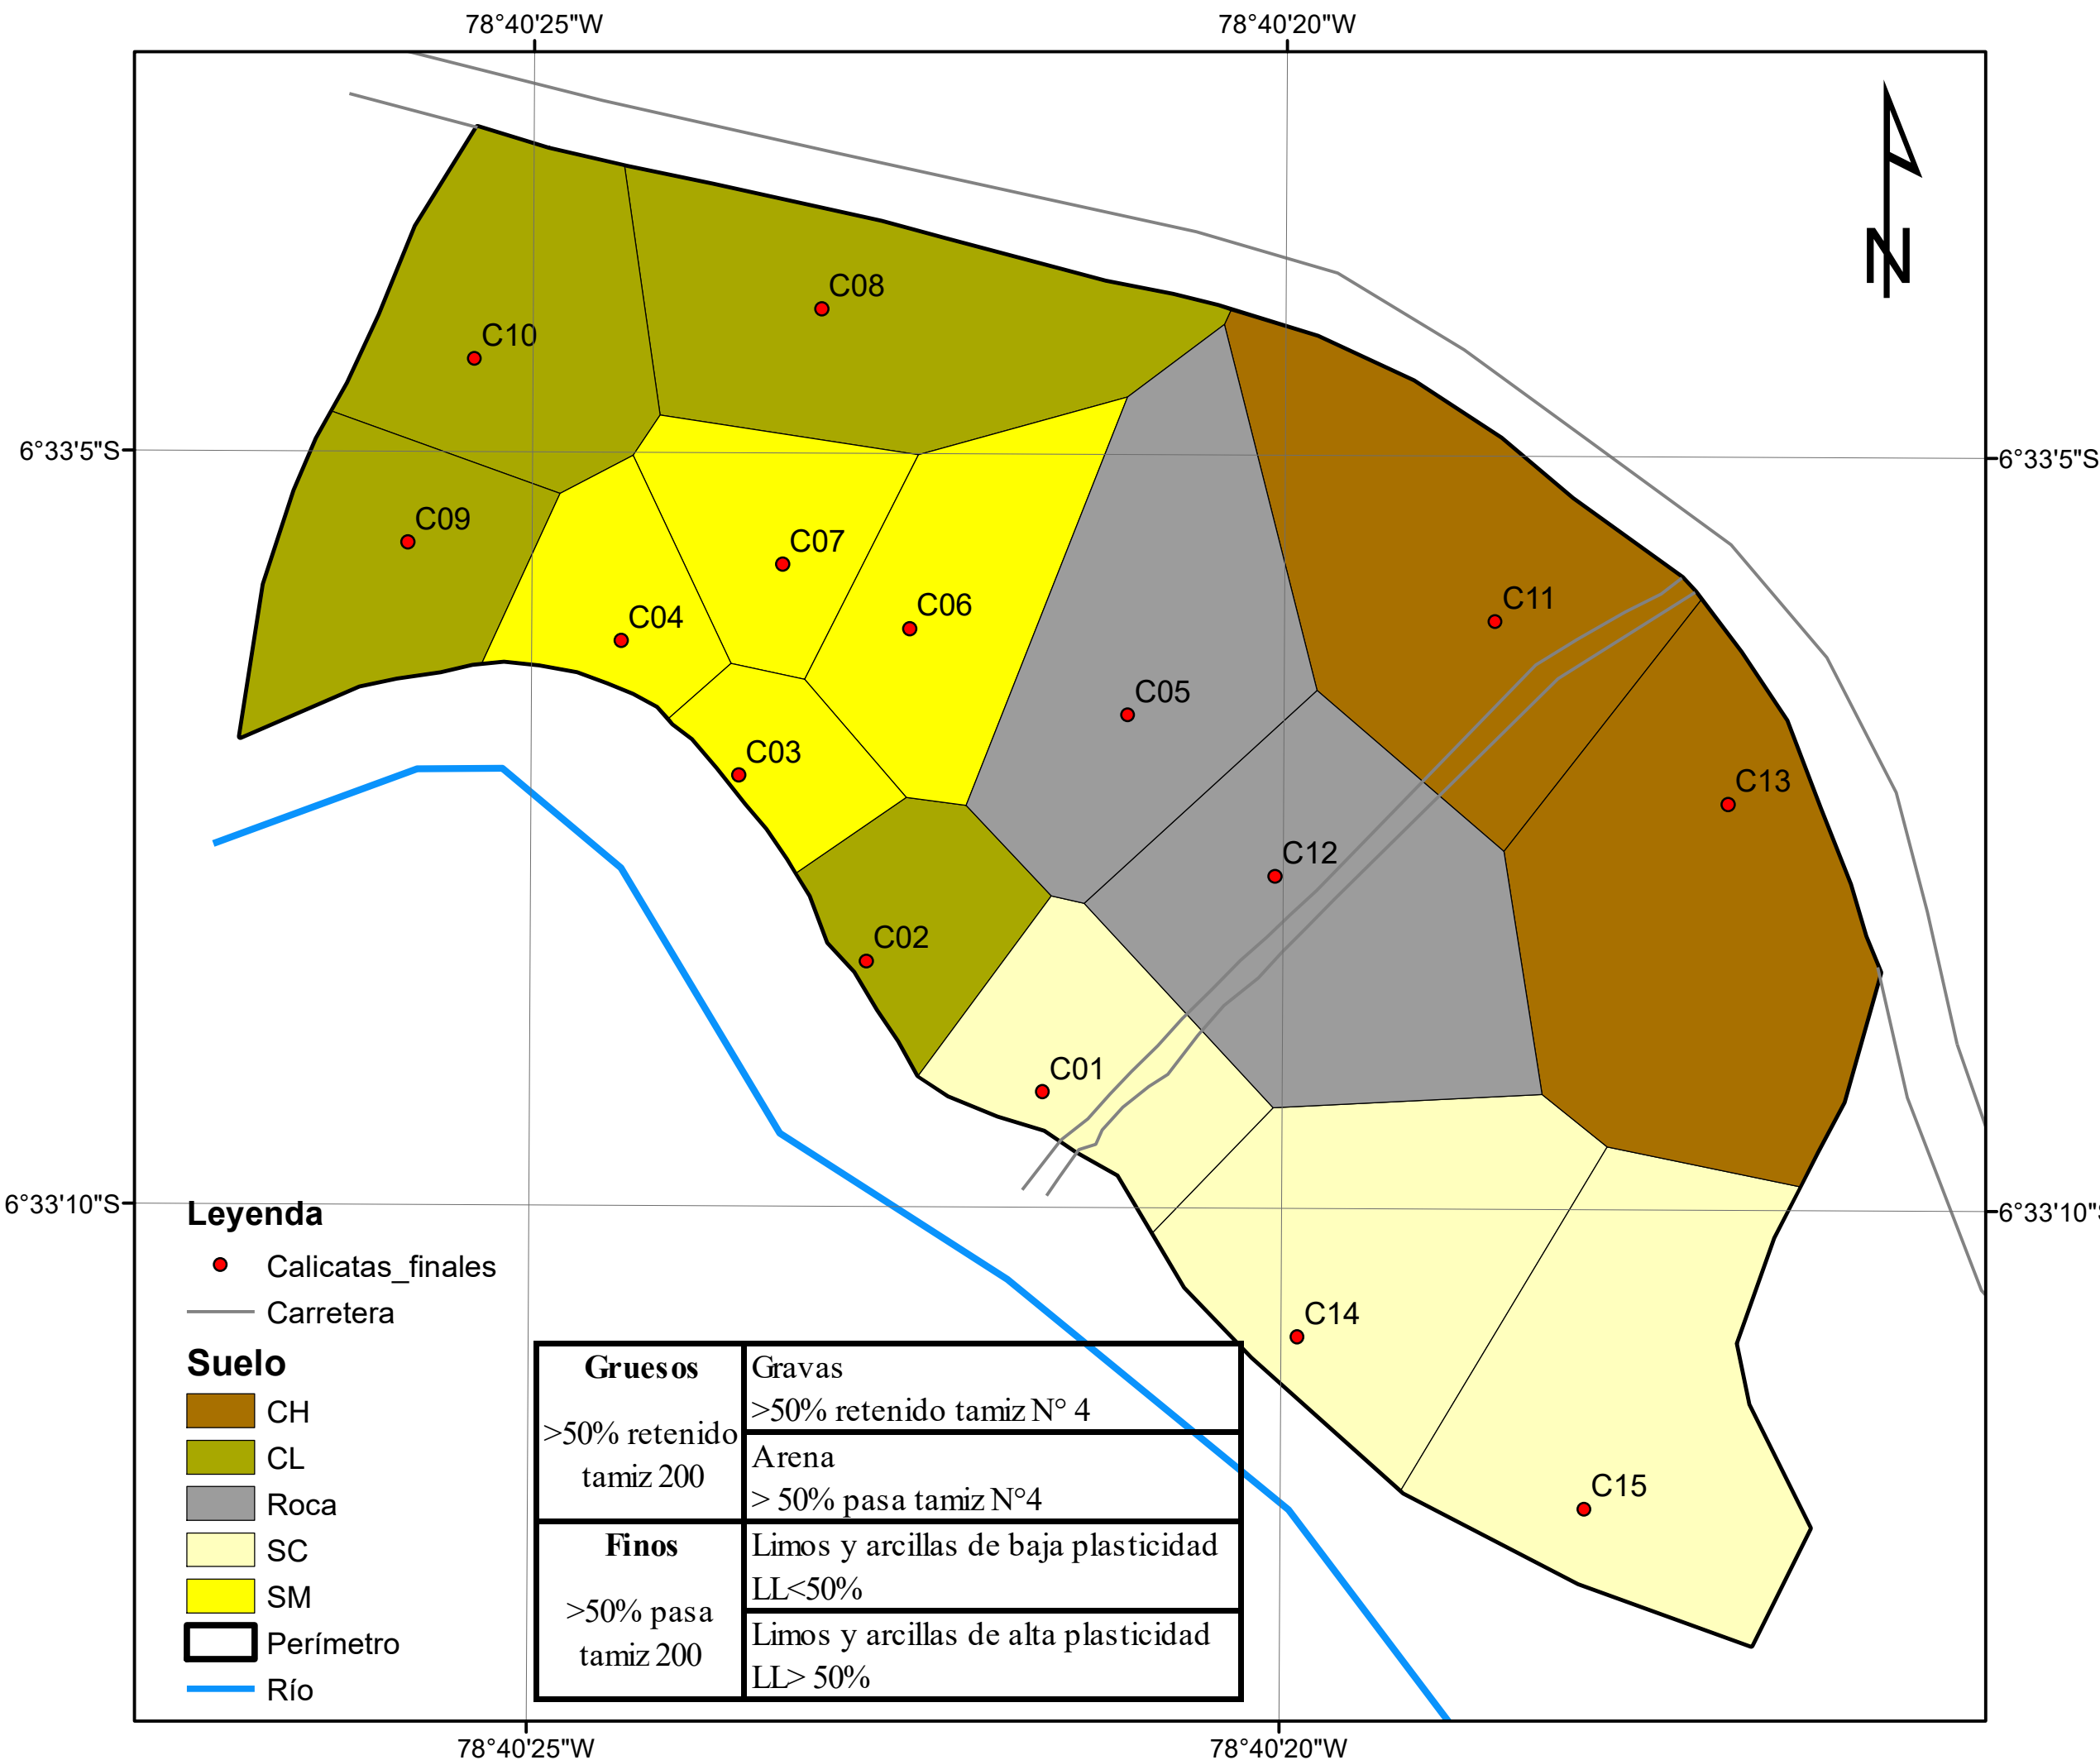 78°40'25"W
78°40'20"W
N
C08
C10
6°33'5"S
6°33'5"S
C09
C07
C04
C06
C11
C05
C03
C13
C12
C02
C01
6°33'10"S
6°33'10"S
Leyenda
Calicatas_finales
Carretera
Suelo
CH
CL
Roca
SC
SM
Perímetro
Río
C14
C15
Gruesos
>50% retenido
tamiz 200
Gravas
>50% retenido tamiz N° 4
Arena
> 50% pasa tamiz N°4
Finos
>50% pasa
tamiz 200
Limos y arcillas de baja plasticidad
LL<50%
Limos y arcillas de alta plasticidad
LL> 50%
78°40'25"W
78°40'20"W